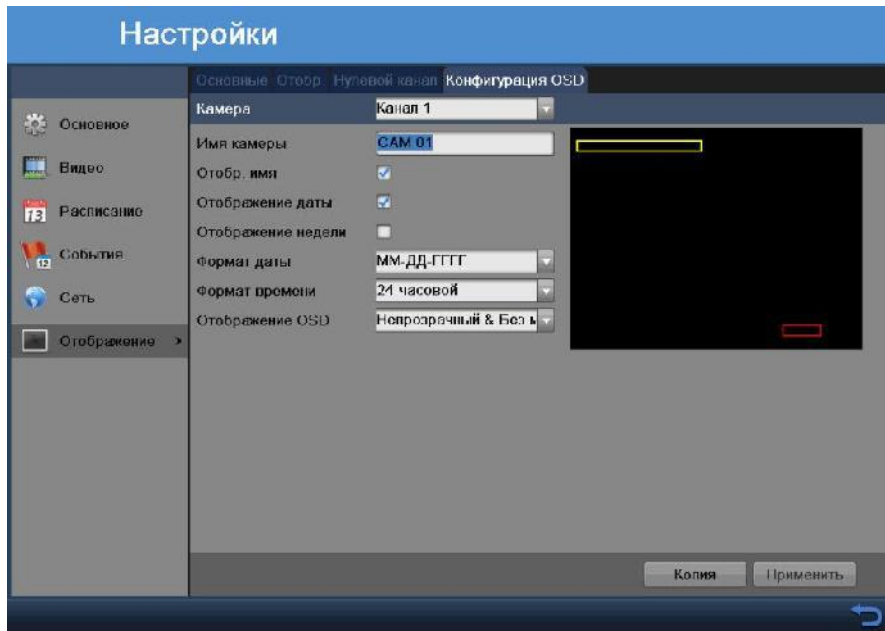 Настройки
Основные Отобр. Нулевой канал Конфигурация OSD
Камера Канал 1
Основное
Видео
13 Расписание
13 События
Сеть
Отображение
Имя камеры CAM 01
Отобр. имя
Отображение даты
Отображение недели
Формат даты ММ-ДД-ГГГГ
Формат времени 24 часовой
Отображение OSD Непрозрачный & Без м
Копия Применить